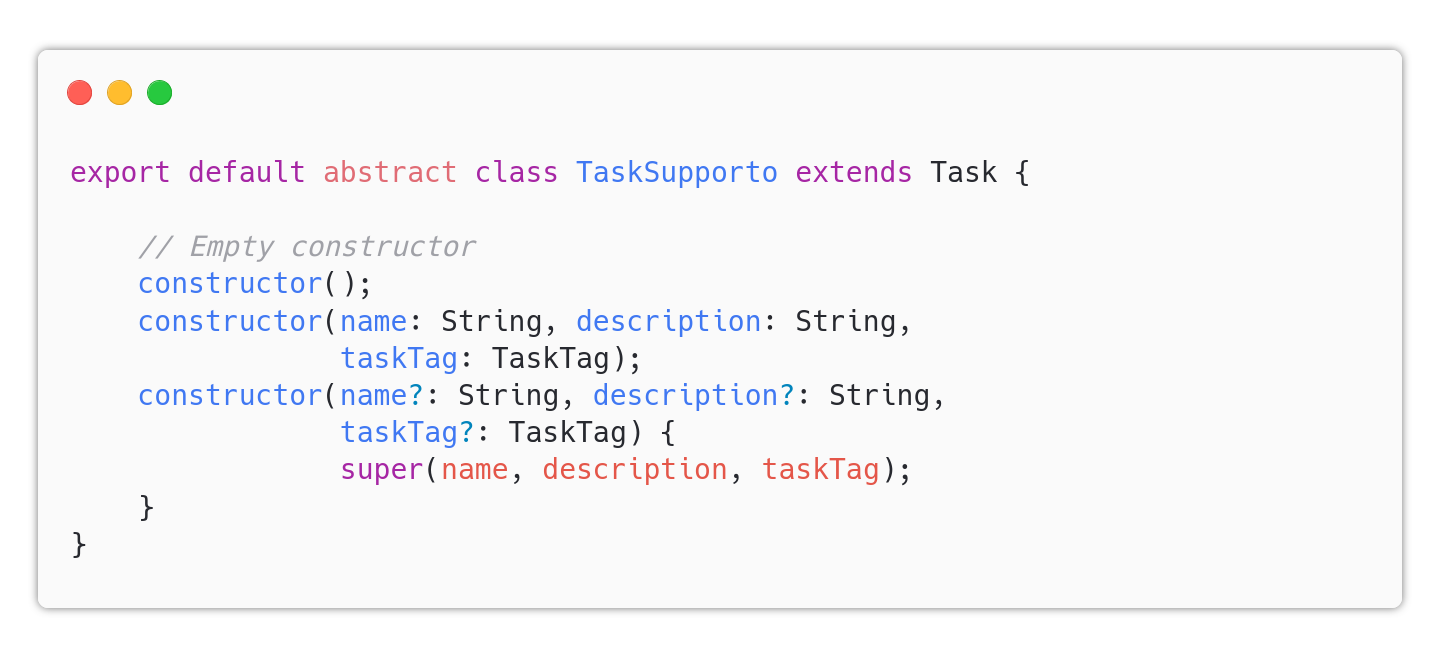 export default abstract class TaskSupporto extends Task {
// Empty constructor
constructor();
constructor(name: String, description: String,
taskTag: TaskTag);
constructor(name?: String, description?: String,
taskTag?: TaskTag) {
super(name, description, taskTag);
}
}